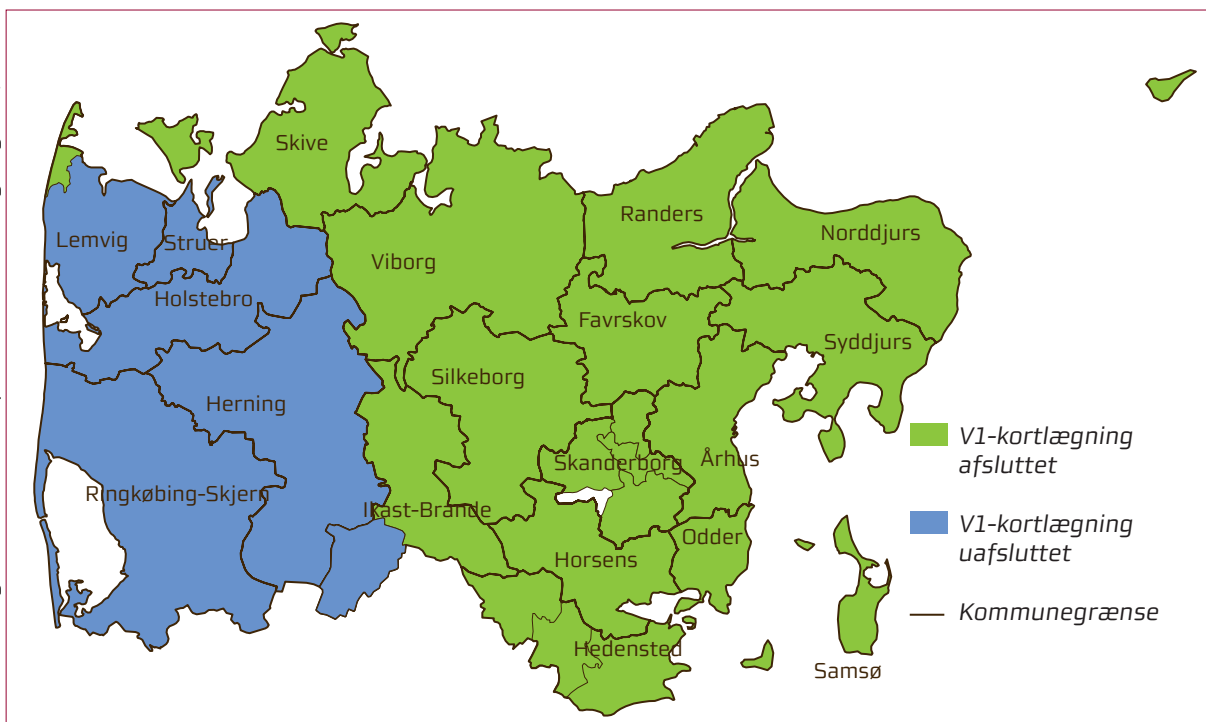 Skive
Randers
Norddjurs
Lemvig
Struer
Viborg
Holstebro
Favrskov
Syddjurs
Silkeborg
Herning
V1-kortlægning
afsluttet
Skanderborg
Århus
Ringkøbing-Skjern
Ikast-Brande
V1-kortlægning
uafsluttet
Odder
Horsens
Kommunegrænse
Hedensted
Samsø